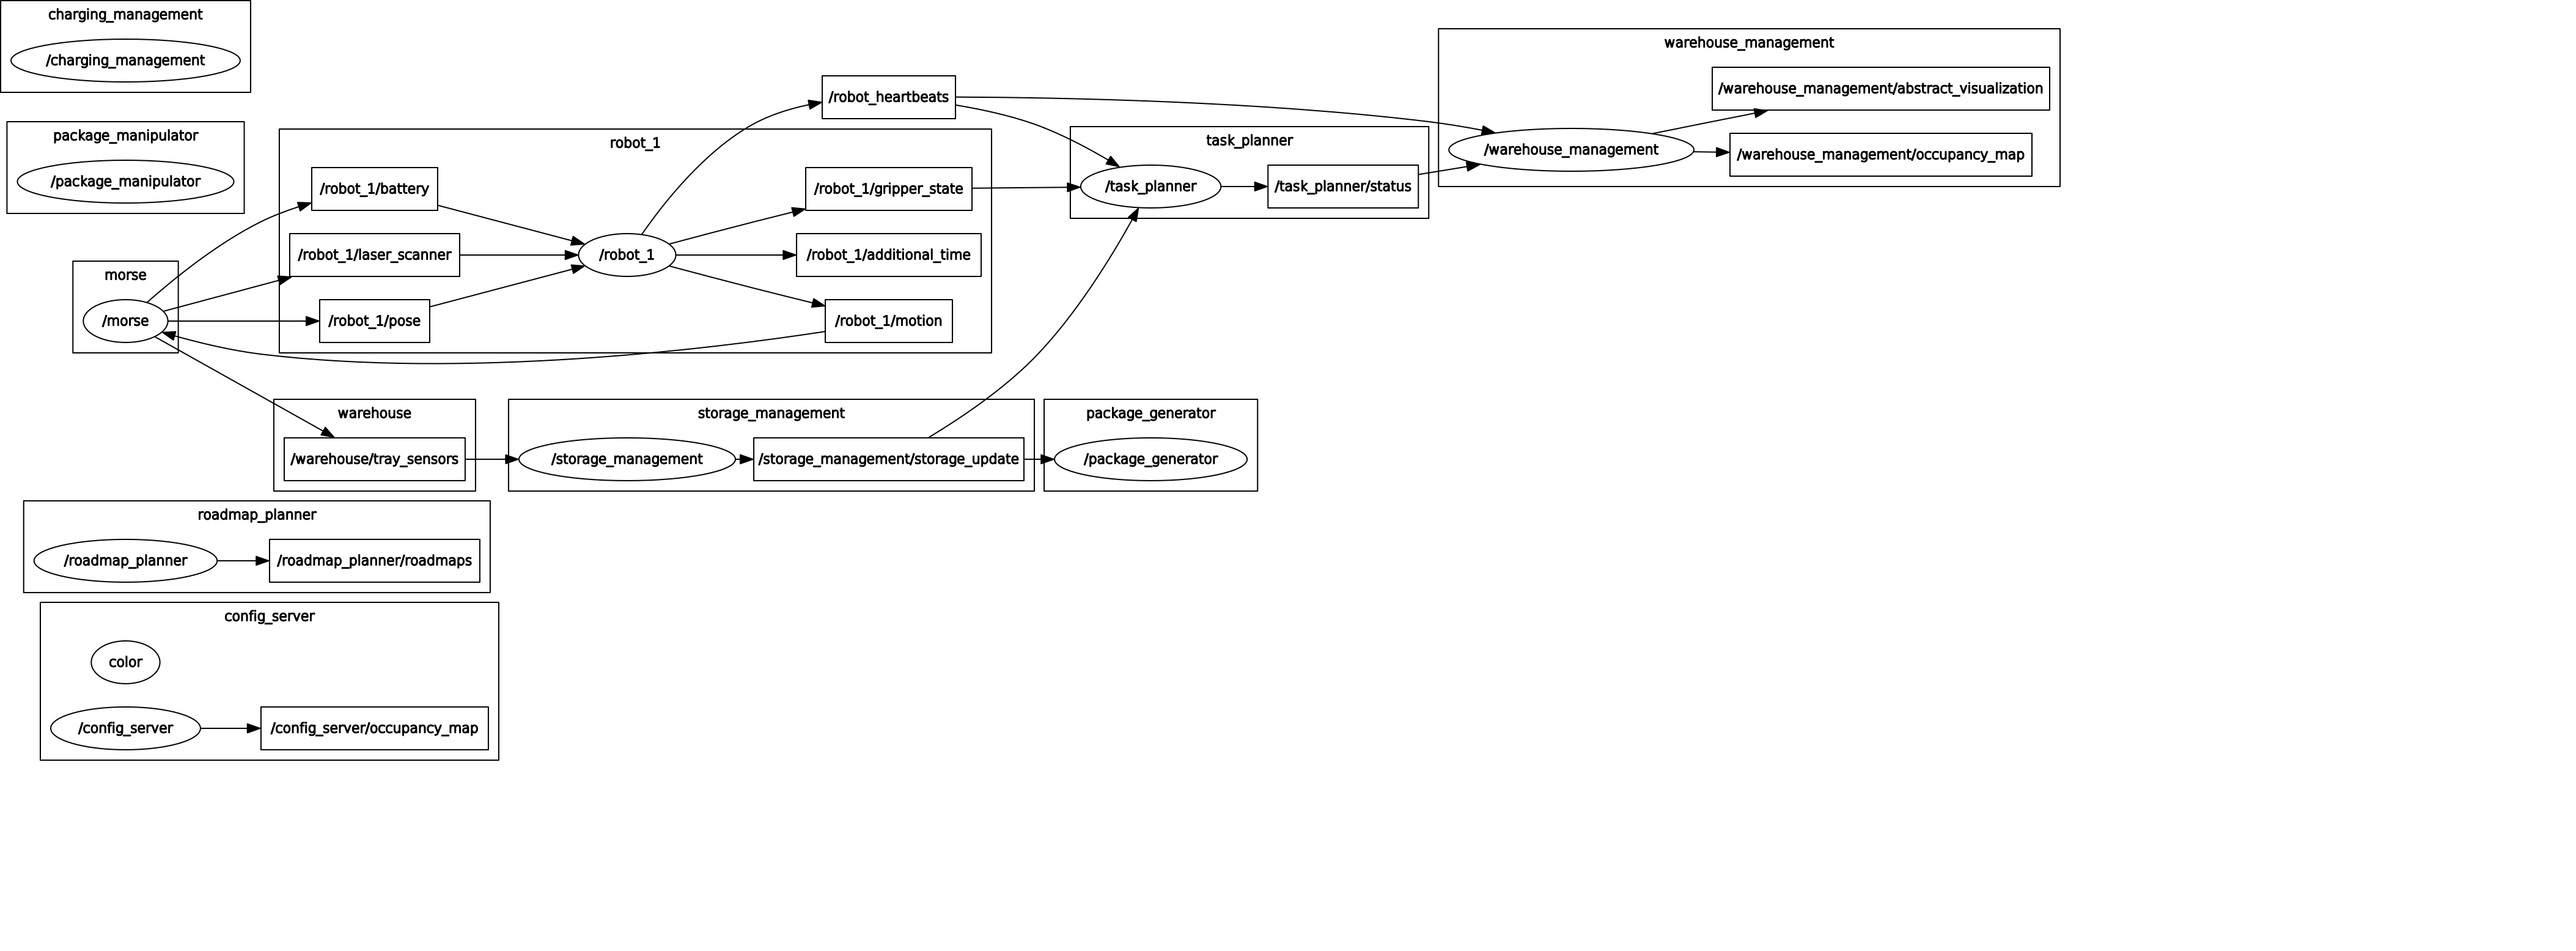 charging_management
/charging_management
package_manipulator
/package_manipulator
morse
/morse
robot_1
/robot_1/battery
/robot_1/laser_scanner
/robot_1/pose
/robot_1
/robot_heartbeats
/robot_1/gripper_state
/robot_1/additional_time
/robot_1/motion
task_planner
/task_planner
/task_planner/status
warehouse_management
/warehouse_management
/warehouse_management/abstract_visualization
/warehouse_management/occupancy_map
warehouse
/warehouse/tray_sensors
storage_management
/storage_management
/storage_management/storage_update
package_generator
/package_generator
roadmap_planner
/roadmap_planner
/roadmap_planner/roadmaps
config_server
color
/config_server
/config_server/occupancy_map